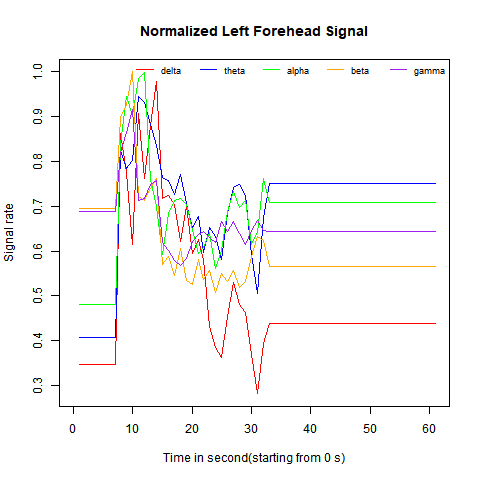 Normalized Left Forehead Signal
delta theta alpha beta gamma
1.0
0.9
0.8
0.7
0.6
0.5
0.4
0.3
Signal rate
0 10 20 30 40 50 60
Time in second(starting from 0 s)